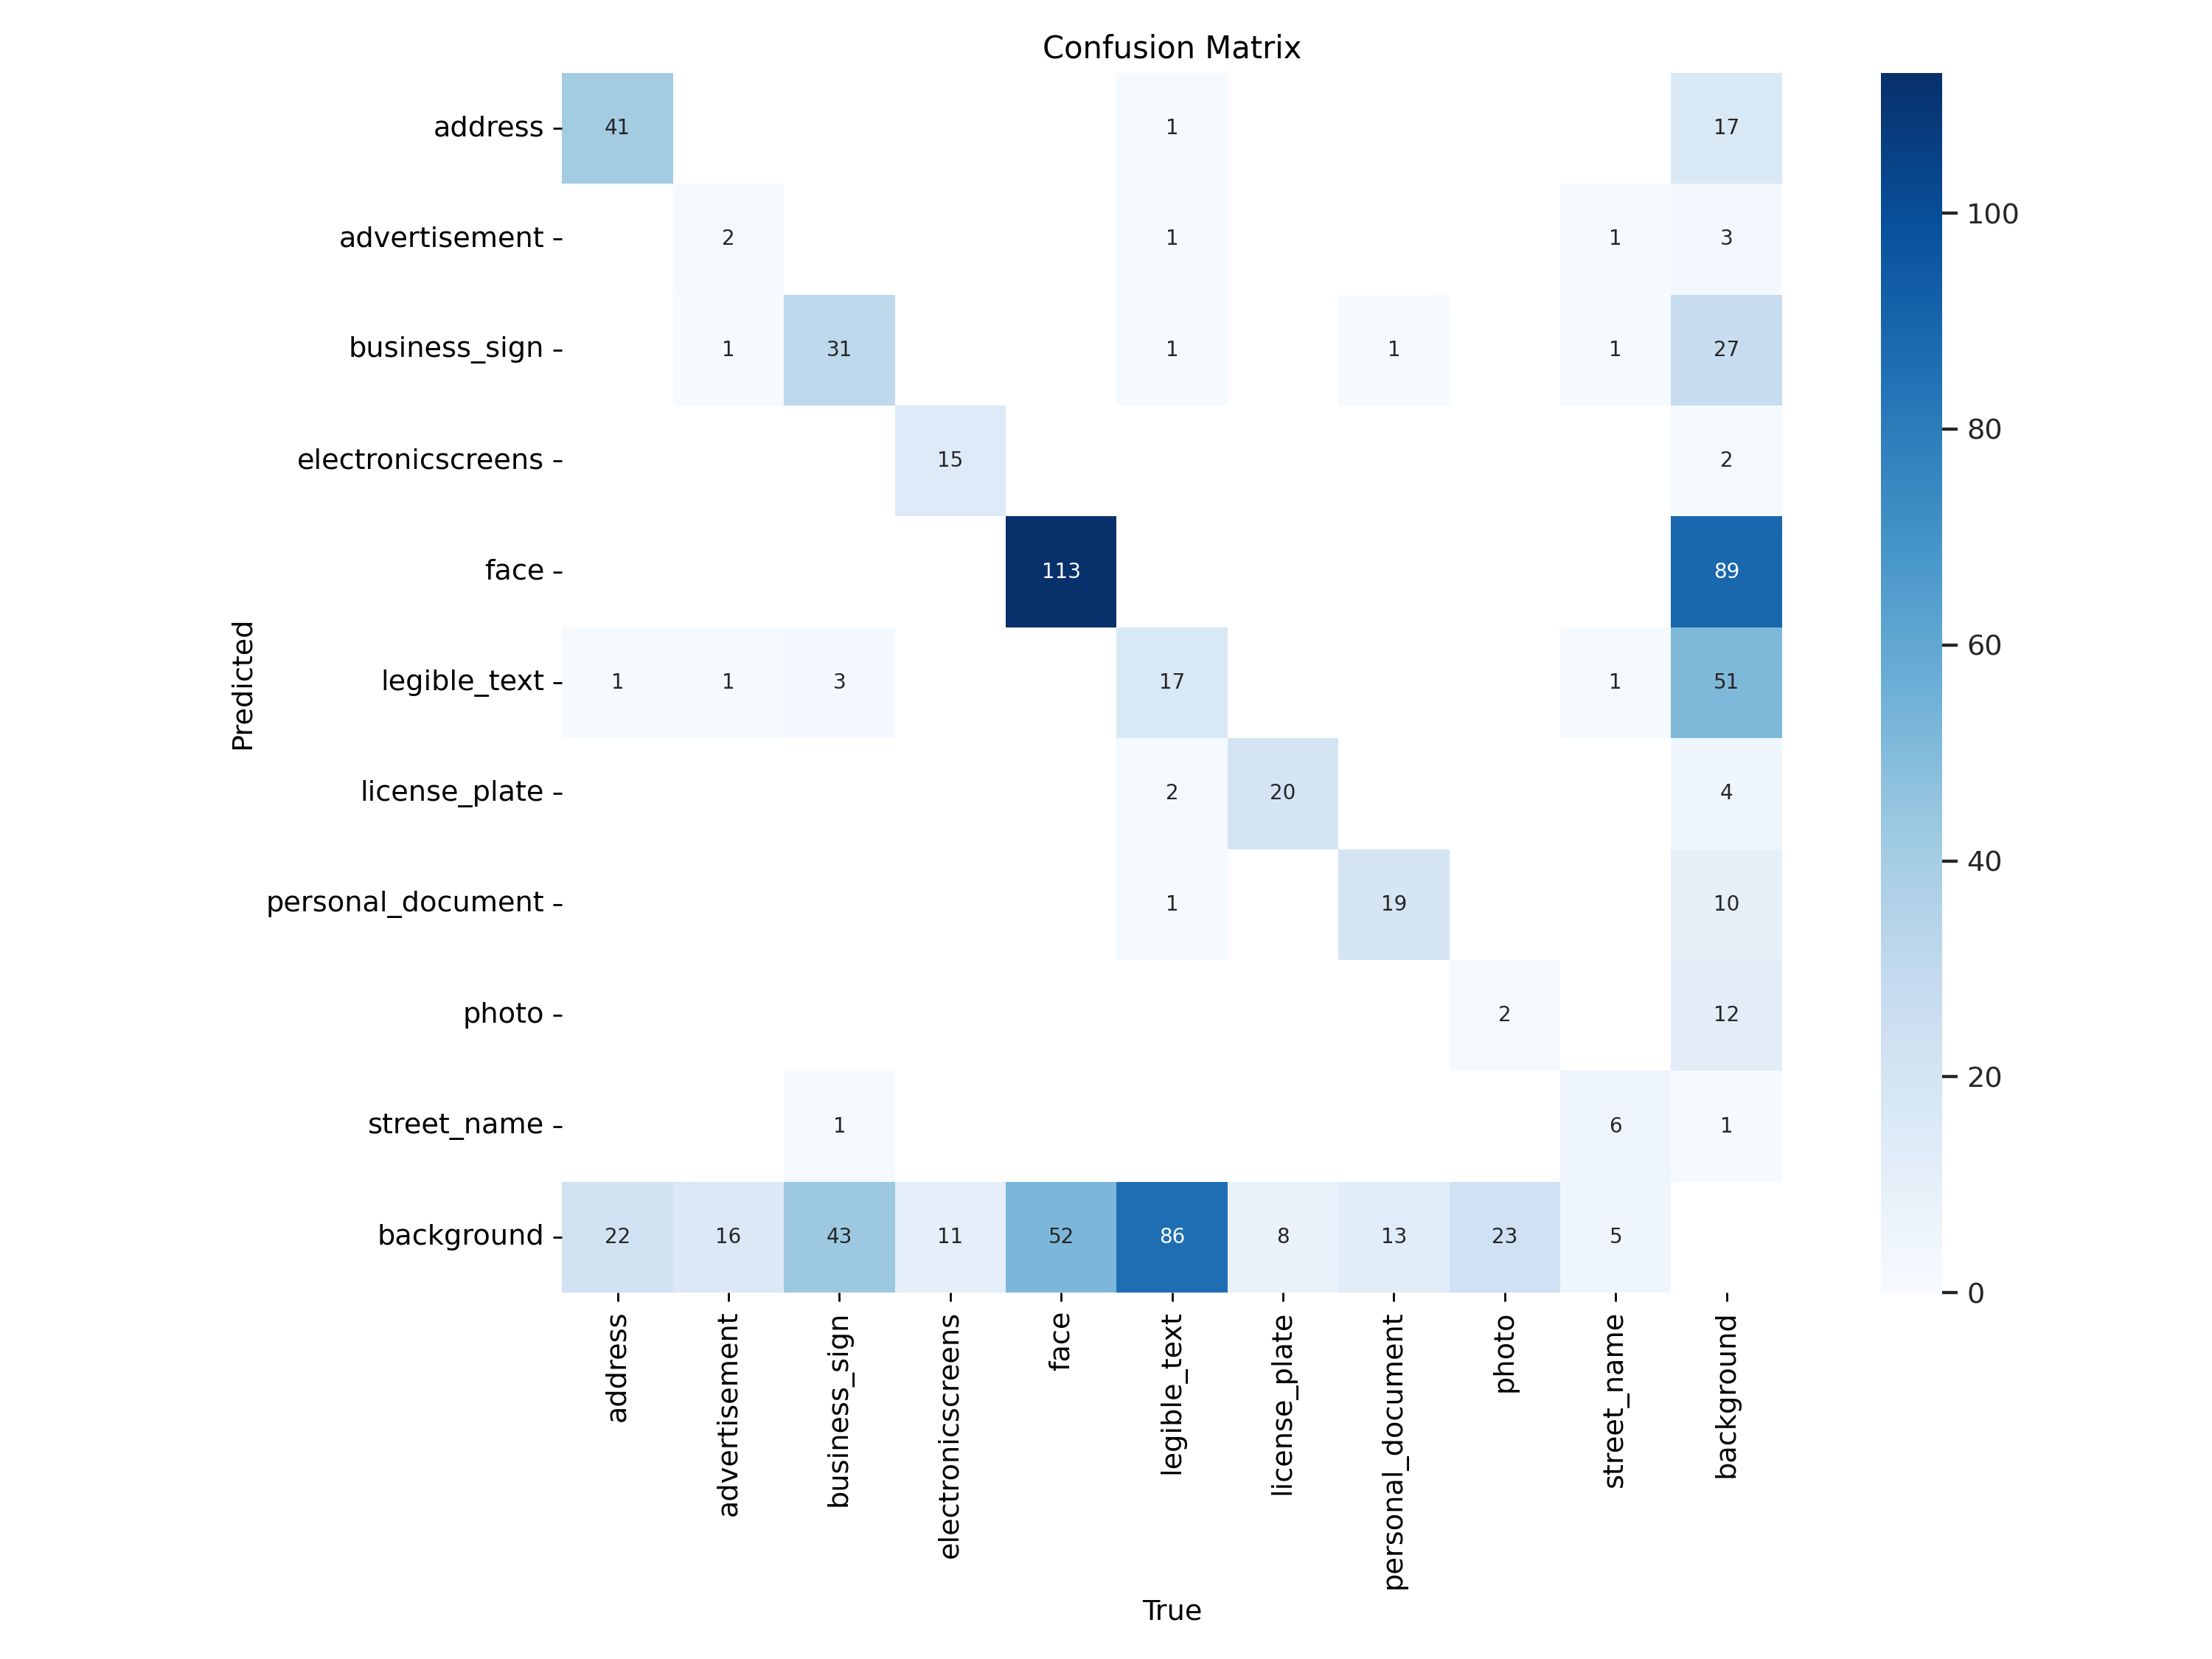 Confusion Matrix
address 41 1 17
advertisement 2 1 1 3
business_sign 1 31 1 1 1 27
electronicscreens 15 2
face 113 89
legible_text 1 1 3 17 1 51
license_plate 2 20 4
personal_document 1 19 10
photo 2 12
street_name 1 6 1
background 22 16 43 11 52 86 8 13 23 5
Predicted
address advertisement business_sign electronicscreens face legible_text license_plate personal_document photo street_name background
True
100
80
60
40
20
0